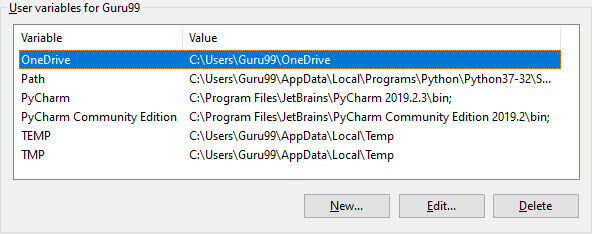 User variables for Guru99
Variable Value
OneDrive C:\Users\Guru99\OneDrive
Path C:\Users\Guru99\AppData\Local\Programs\Python\Python37-32\S...
PyCharm C:\Program Files\JetBrains\PyCharm 2019.2.3\bin;
PyCharm Community Edition C:\Program Files\JetBrains\PyCharm Community Edition 2019.2\bin;
TEMP C:\Users\Guru99\AppData\Local\Temp
TMP C:\Users\Guru99\AppData\Local\Temp
New... Edit... Delete